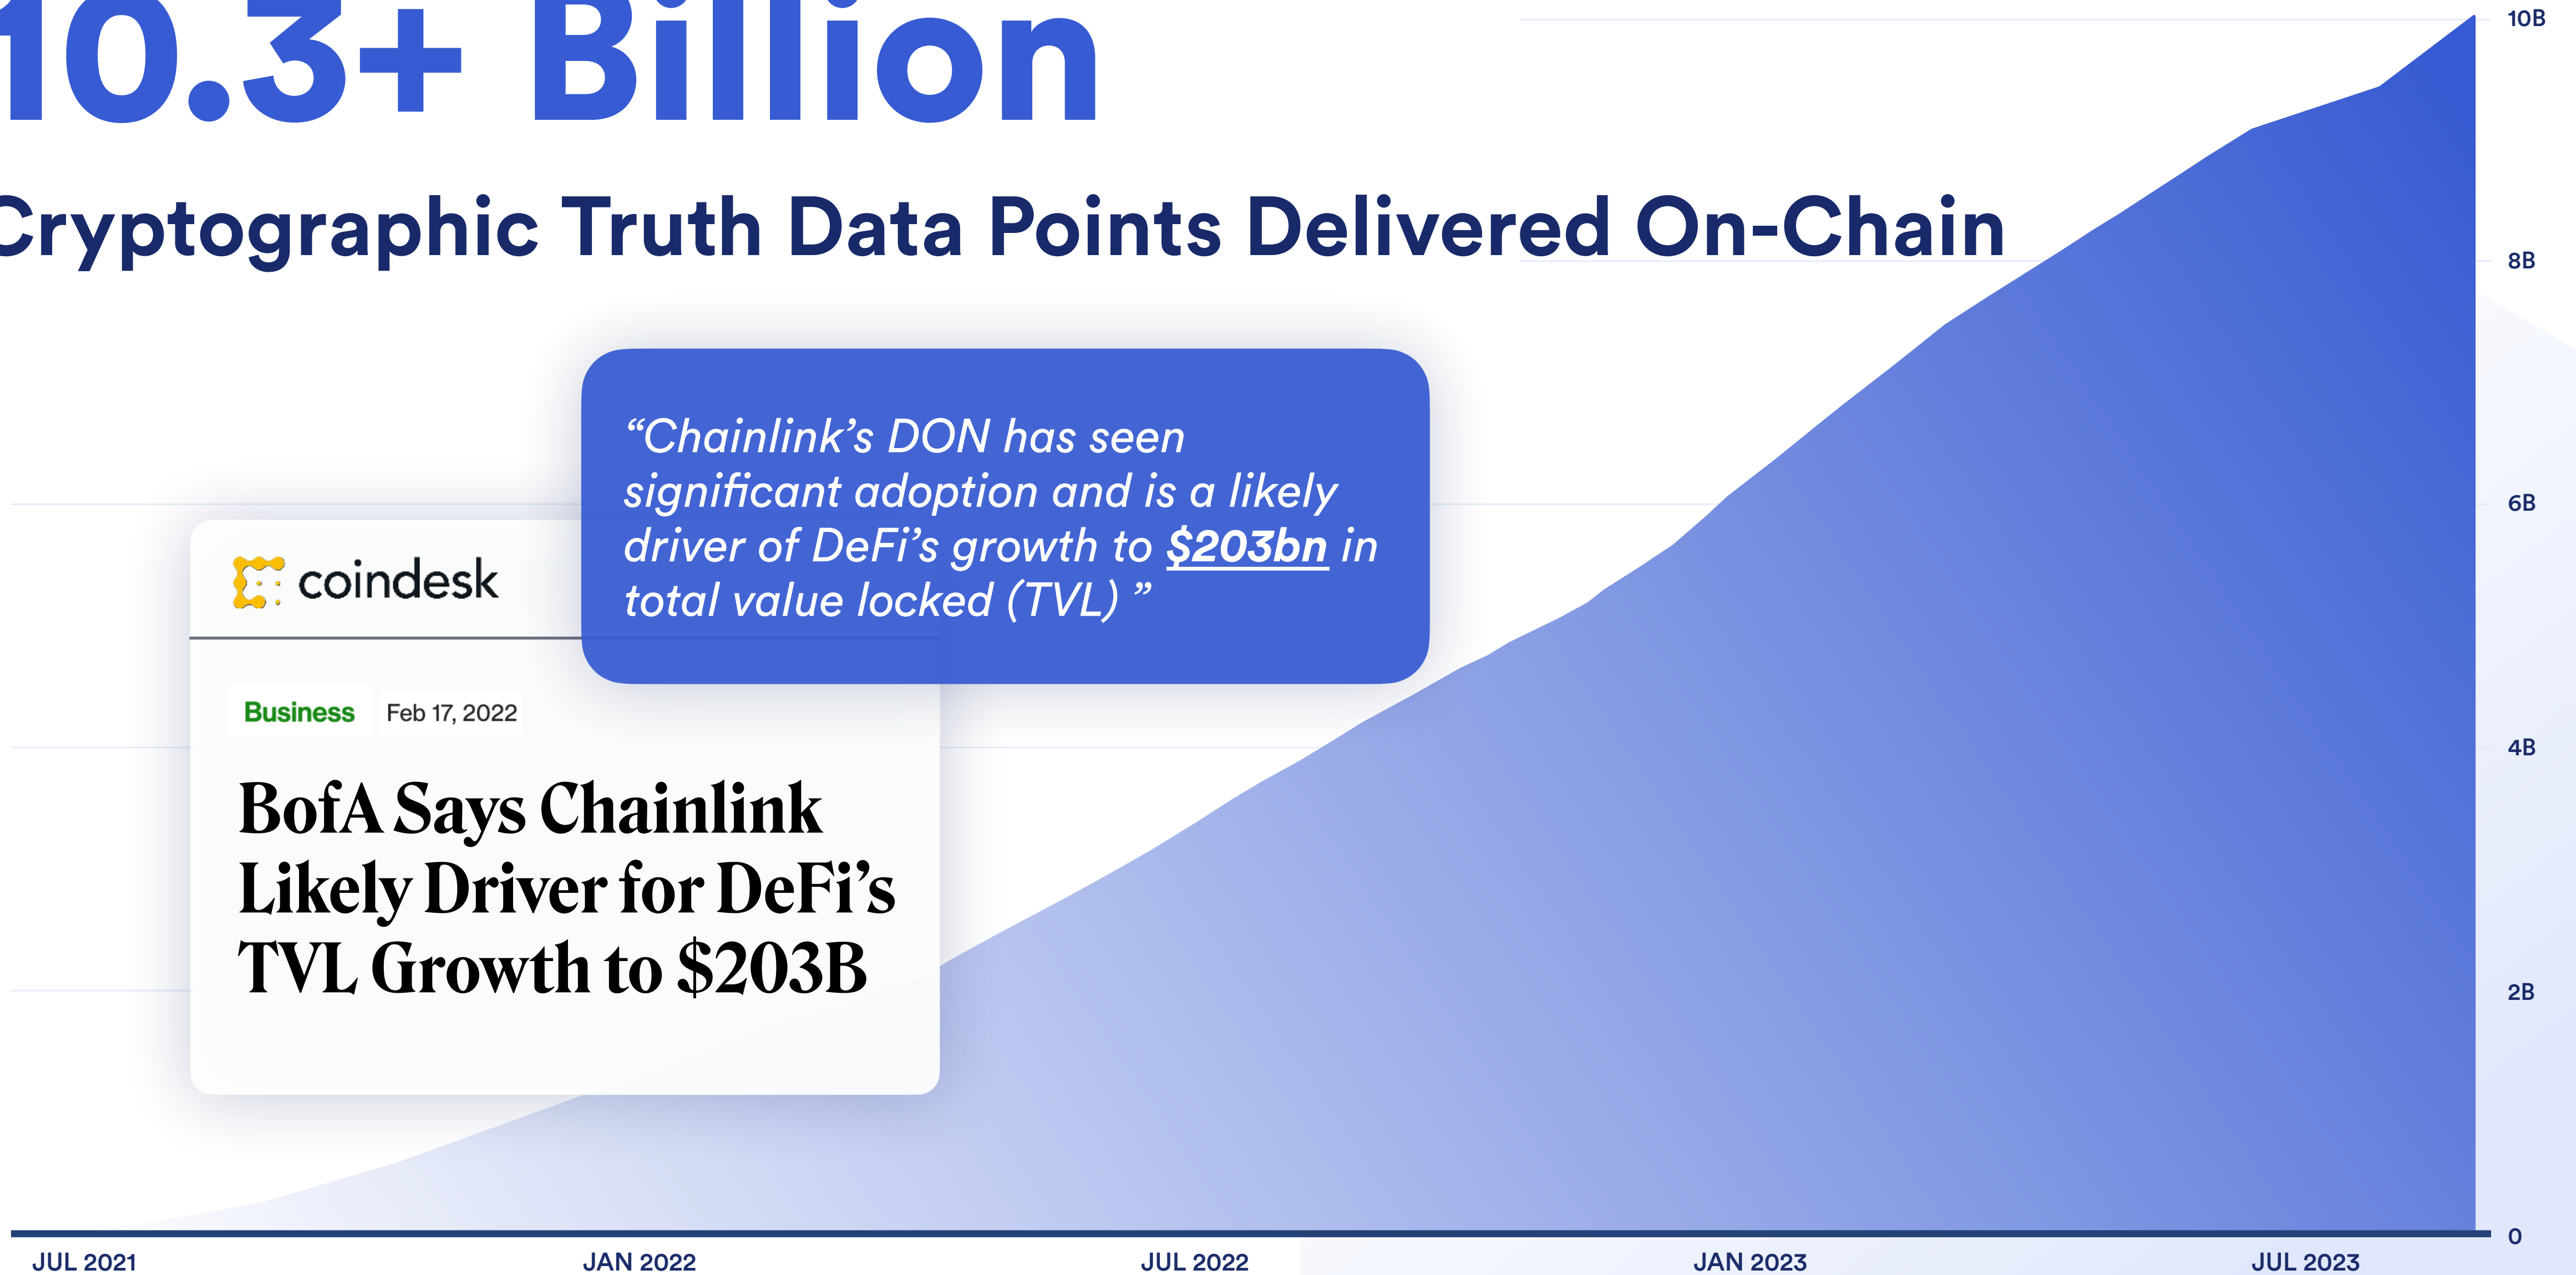 10.3+ Billion
Cryptographic Truth Data Points Delivered On-Chain
“Chainlink’s DON has seen
significant adoption and is a likely
driver of DeFi’s growth to $203bn in
total value locked (TVL) ”
coindesk
Business Feb 17, 2022
BofA Says Chainlink
Likely Driver for DeFi’s
TVL Growth to $203B
10B
8B
6B
4B
2B
0
JUL 2021 JAN 2022 JUL 2022 JAN 2023 JUL 2023